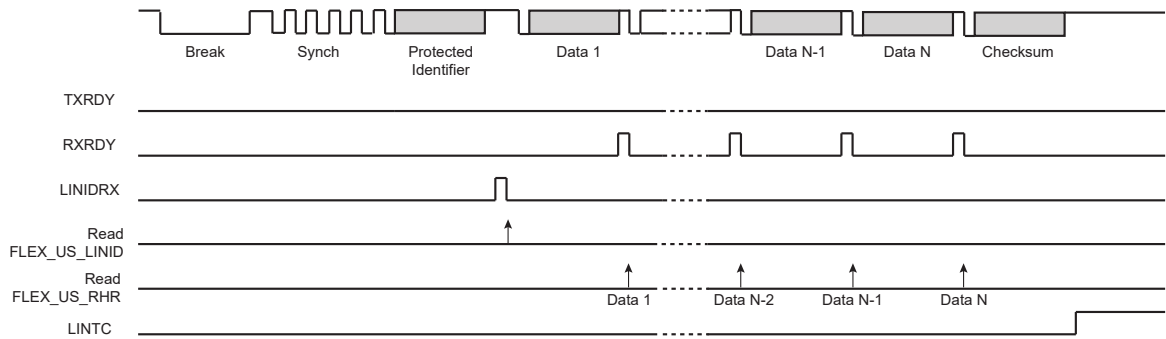 Break
Synch
Protected
Identifier
Data 1
Data N-1
Data N
Checksum
TXRDY
RXRDY
LINIDRX
Read
FLEX_US_LINID
Read
FLEX_US_RHR
Data 1
Data N-2
Data N-1
Data N
LINTC